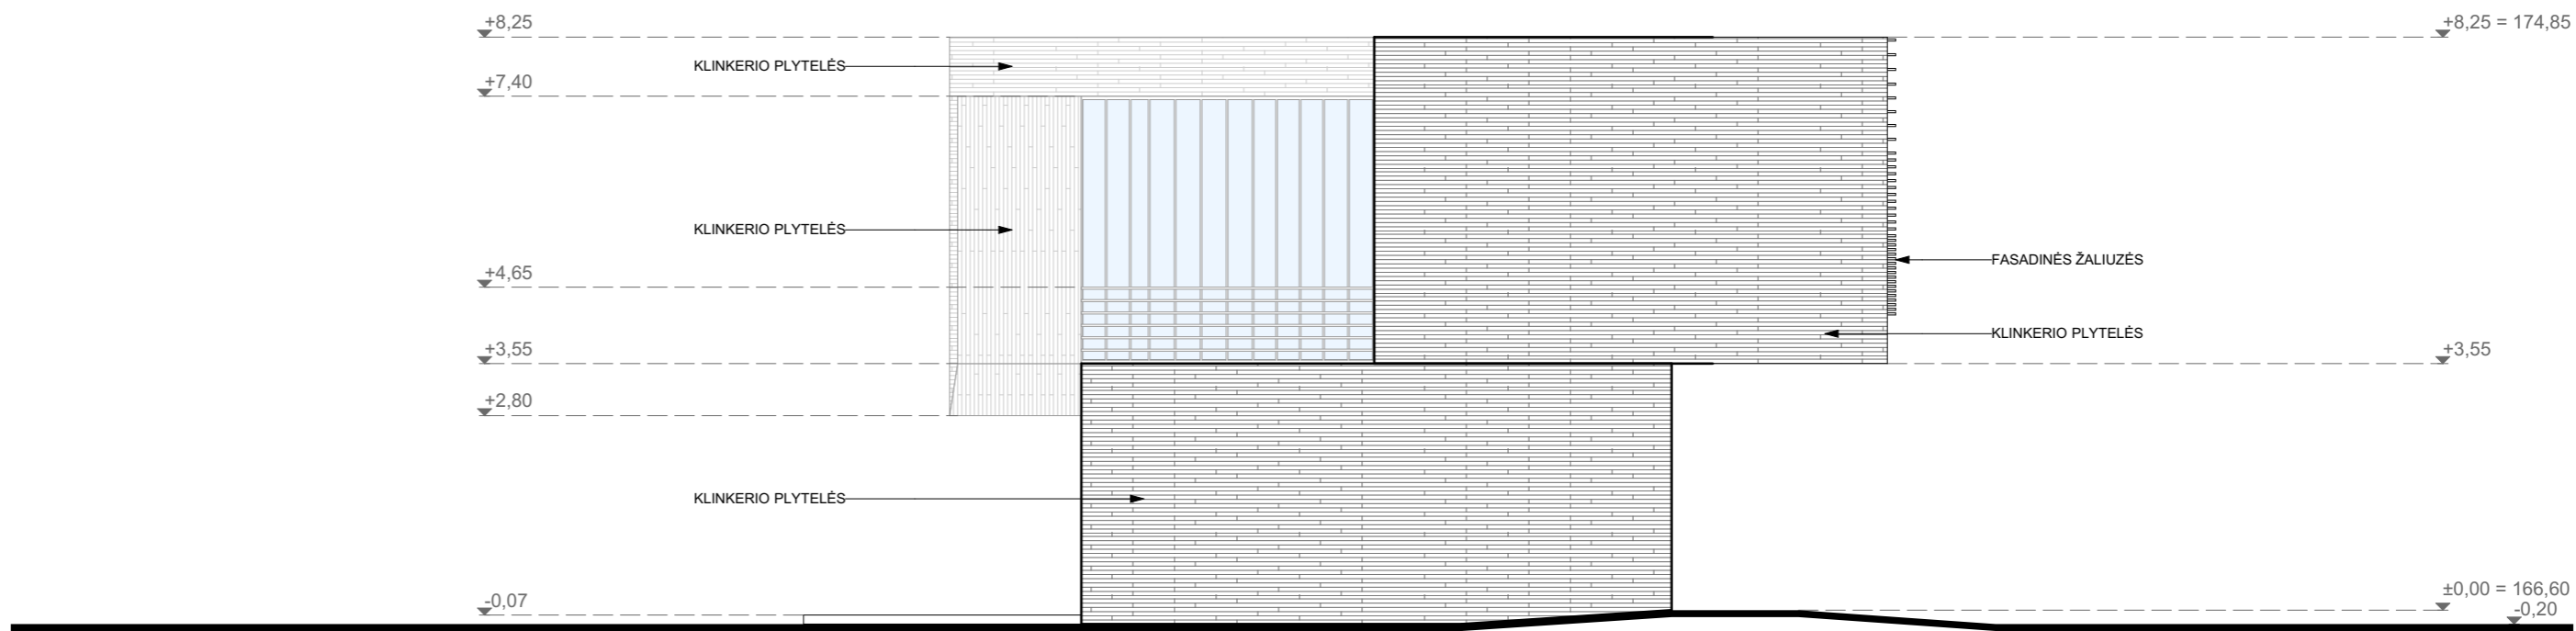 +8,25
+8,25 = 174,85
KLINKERIO PLYTELĖS
+7,40
KLINKERIO PLYTELĖS
FASADINĖS ŽALIUZĖS
+4,65
KLINKERIO PLYTELĖS
+3,55
+3,55
+2,80
KLINKERIO PLYTELĖS
-0,07
±0,00 = 166,60
-0,20